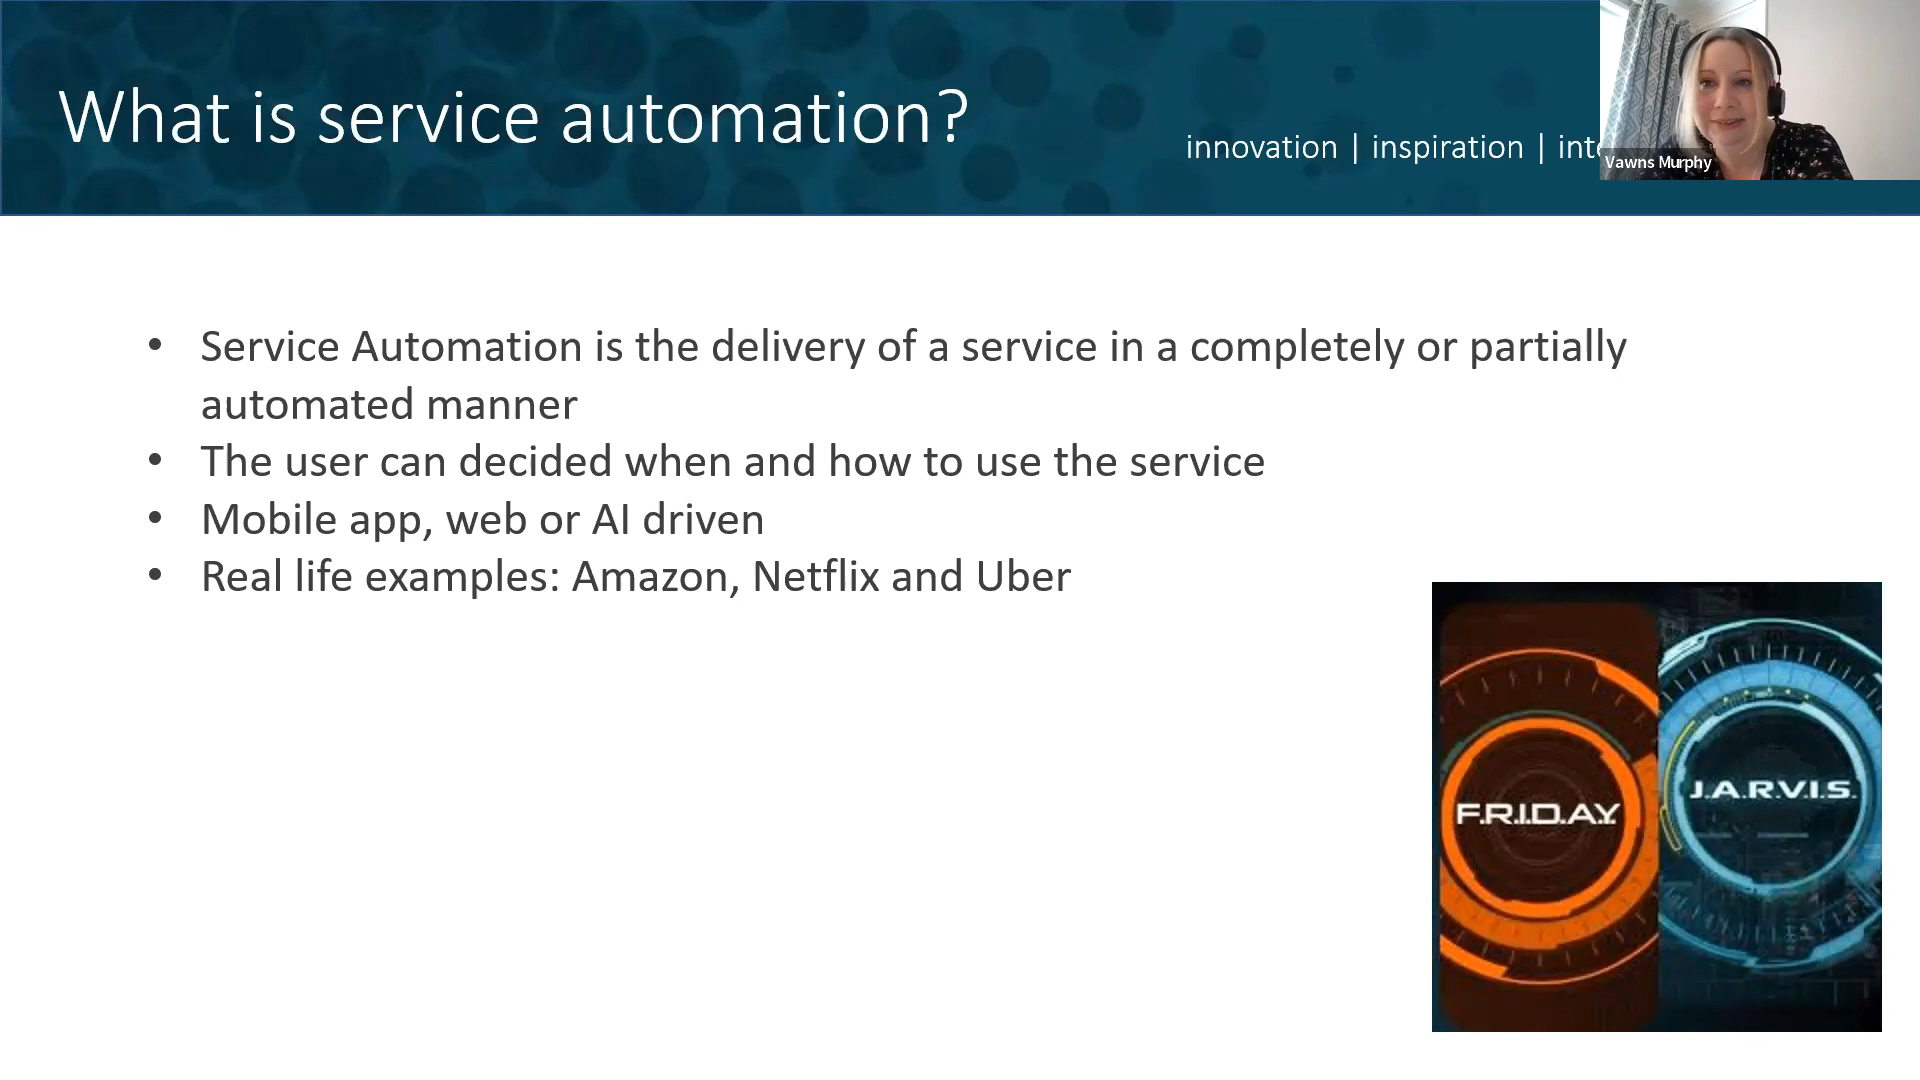 What is service automation?
innovation | inspiration |
Vawns Murphy
• Service Automation is the delivery of a service in a completely or partially
automated manner
• The user can decided when and how to use the service
• Mobile app, web or AI driven
• Real life examples: Amazon, Netflix and Uber
F.R.I.D.A.Y.
J.A.R.V.I.S.